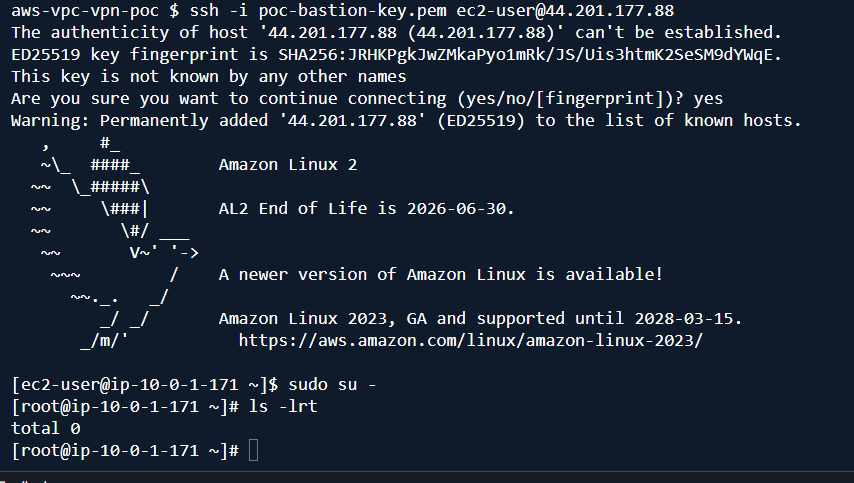 aws-vpc-vpn-poc $ ssh -i poc-bastion-key.pem ec2-user@44.201.177.88
The authenticity of host '44.201.177.88 (44.201.177.88)' can't be established.
ED25519 key fingerprint is SHA256:JRHKPgkJwZMkaPyo1mRk/JS/Uis3htmK2SeSM9dYWqE.
This key is not known by any other names
Are you sure you want to continue connecting (yes/no/[fingerprint])? yes
Warning: Permanently added '44.201.177.88' (ED25519) to the list of known hosts.
   ,     #_
   ~\_  ####_        Amazon Linux 2
  ~~  \_#####\
  ~~     \###|       AL2 End of Life is 2026-06-30.
  ~~       \#/ ___
   ~~       V~' '->
    ~~~         /    A newer version of Amazon Linux is available!
      ~~._.   _/
         _/ _/       Amazon Linux 2023, GA and supported until 2028-03-15.
       _/m/'           https://aws.amazon.com/linux/amazon-linux-2023/
[ec2-user@ip-10-0-1-171 ~]$ sudo su -
[root@ip-10-0-1-171 ~]# ls -lrt
total 0
[root@ip-10-0-1-171 ~]#